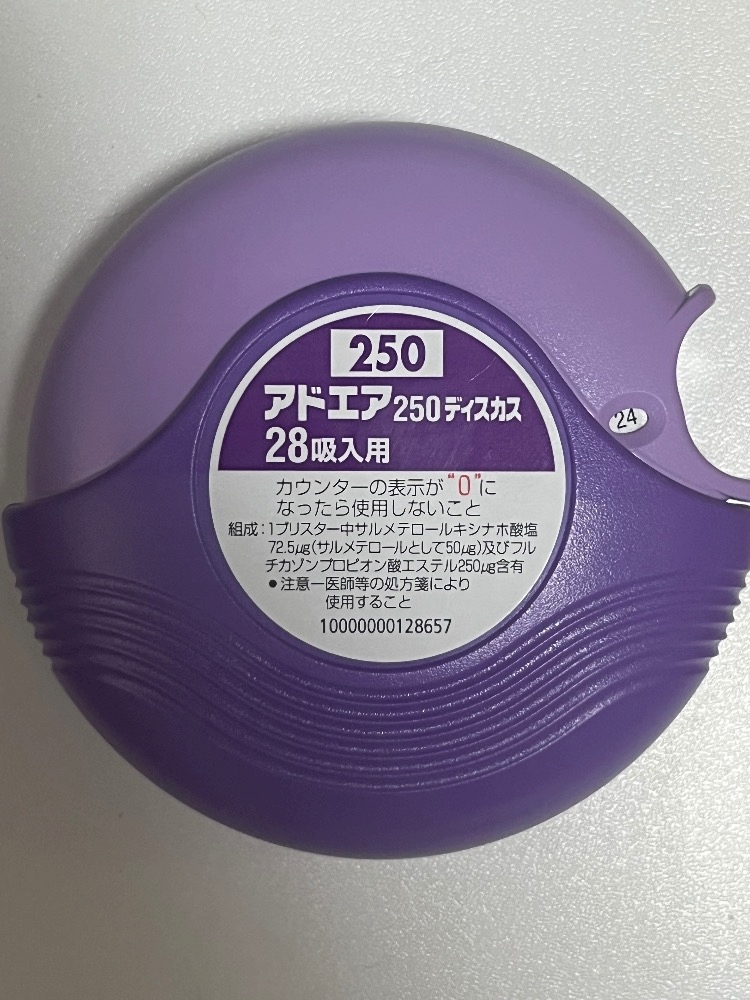 250
アドエア250ディスカス
28吸入用
24
カウンターの表示が"0"に
なったら使用しないこと
組成:1ブリスター中サルメテロールキシナホ酸塩
72.5μg(サルメテロールとして50μg)及びフル
チカゾンプロピオン酸エステル250μg含有
●注意ー医師等の処方箋により
使用すること
10000000128657